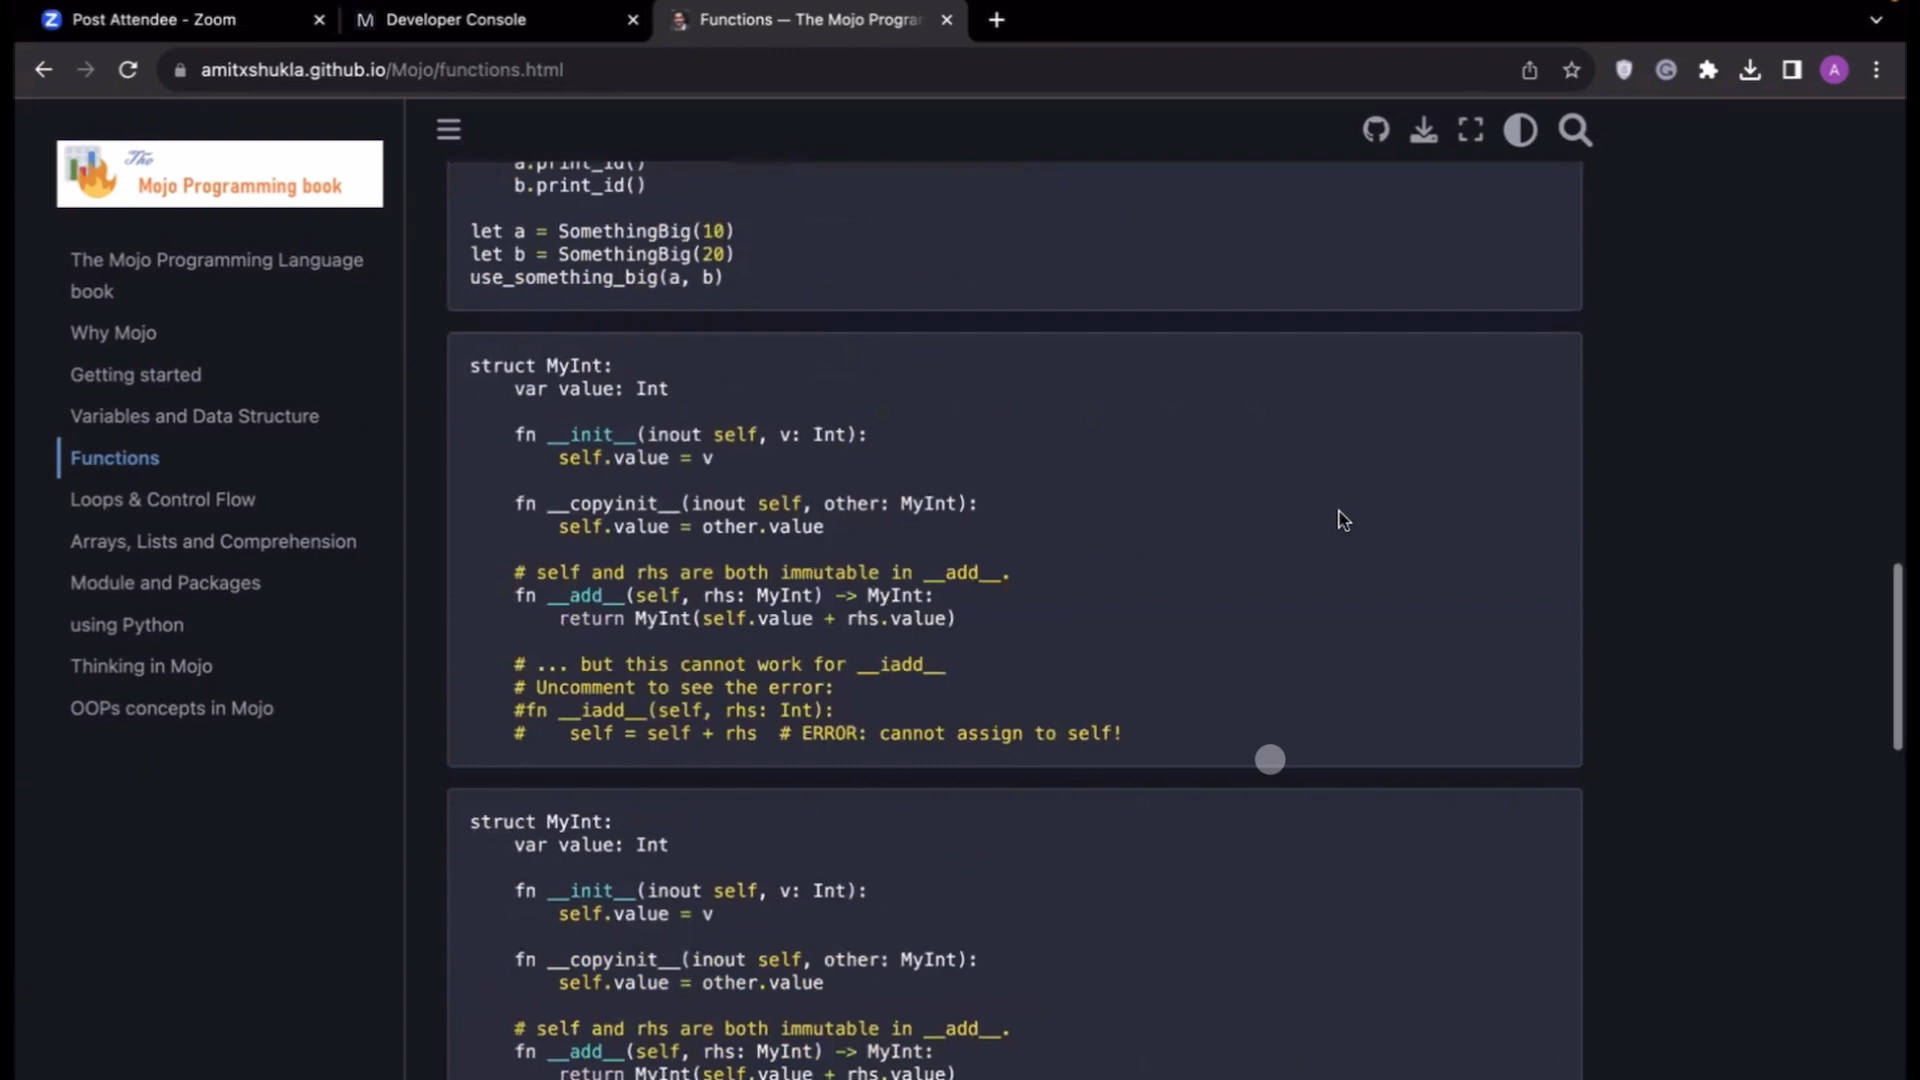 Post Attendee - Zoom
Developer Console
Functions — The Mojo Progra
amitxshukla.github.io/Mojo/functions.html
A
The
Mojo Programming book
The Mojo Programming Language
book
Why Mojo
Getting started
Variables and Data Structure
Functions
Loops & Control Flow
Arrays, Lists and Comprehension
Module and Packages
using Python
Thinking in Mojo
OOPs concepts in Mojo
a.print_id()
b.print_id()
let a = SomethingBig(10)
let b = SomethingBig(20)
use_something_big(a, b)
struct MyInt:
var value: Int
fn __init__(inout self, v: Int):
self.value = v
fn __copyinit__(inout self, other: MyInt):
self.value = other.value
# self and rhs are both immutable in __add__.
fn __add__(self, rhs: MyInt) -> MyInt:
return MyInt(self.value + rhs.value)
# ... but this cannot work for __iadd__
# Uncomment to see the error:
#fn __iadd__(self, rhs: Int):
#    self = self + rhs  # ERROR: cannot assign to self!
struct MyInt:
var value: Int
fn __init__(inout self, v: Int):
self.value = v
fn __copyinit__(inout self, other: MyInt):
self.value = other.value
# self and rhs are both immutable in __add__.
fn __add__(self, rhs: MyInt) -> MyInt:
return MyInt(self.value + rhs.value)